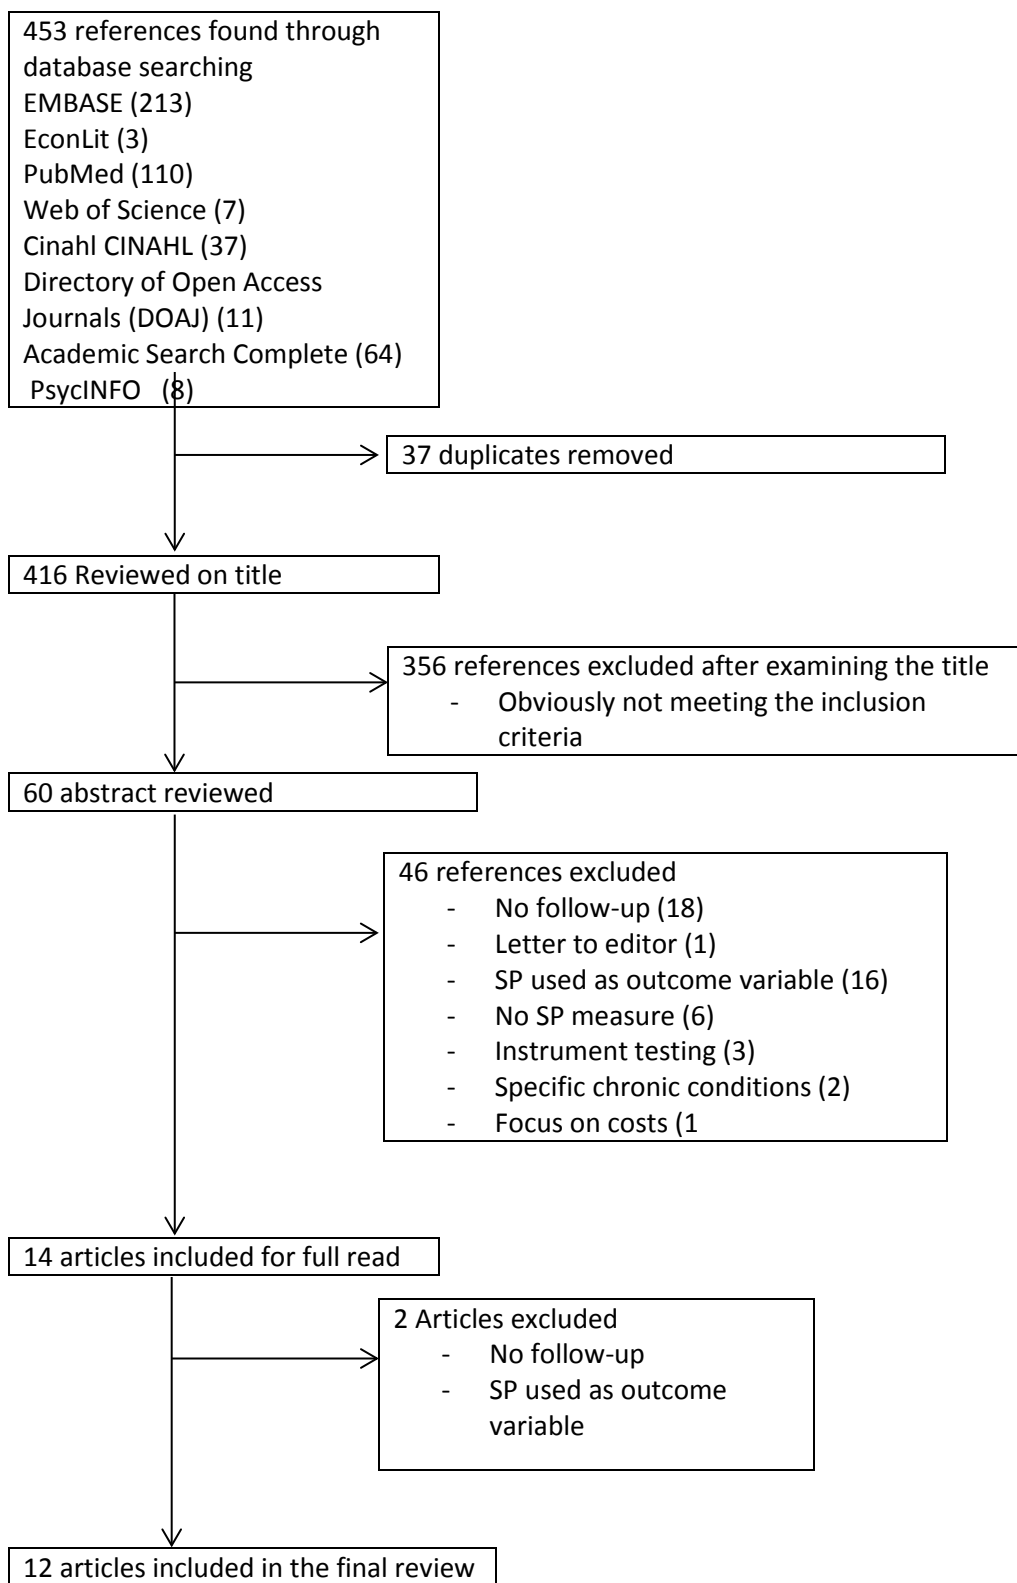 453 references found through
database searching
EMBASE (213)
EconLit (3)
PubMed (110)
Web of Science (7)
Cinahl CINAHL (37)
Directory of Open Access
Journals (DOAJ) (11)
Academic Search Complete (64)
PsycINFO (8)
37 duplicates removed
416 Reviewed on title
356 references excluded after examining the title
- Obviously not meeting the inclusion
criteria
60 abstract reviewed
46 references excluded
- No follow-up (18)
- Letter to editor (1)
- SP used as outcome variable (16)
- No SP measure (6)
- Instrument testing (3)
- Specific chronic conditions (2)
- Focus on costs (1
14 articles included for full read
2 Articles excluded
- No follow-up
- SP used as outcome
variable
12 articles included in the final review